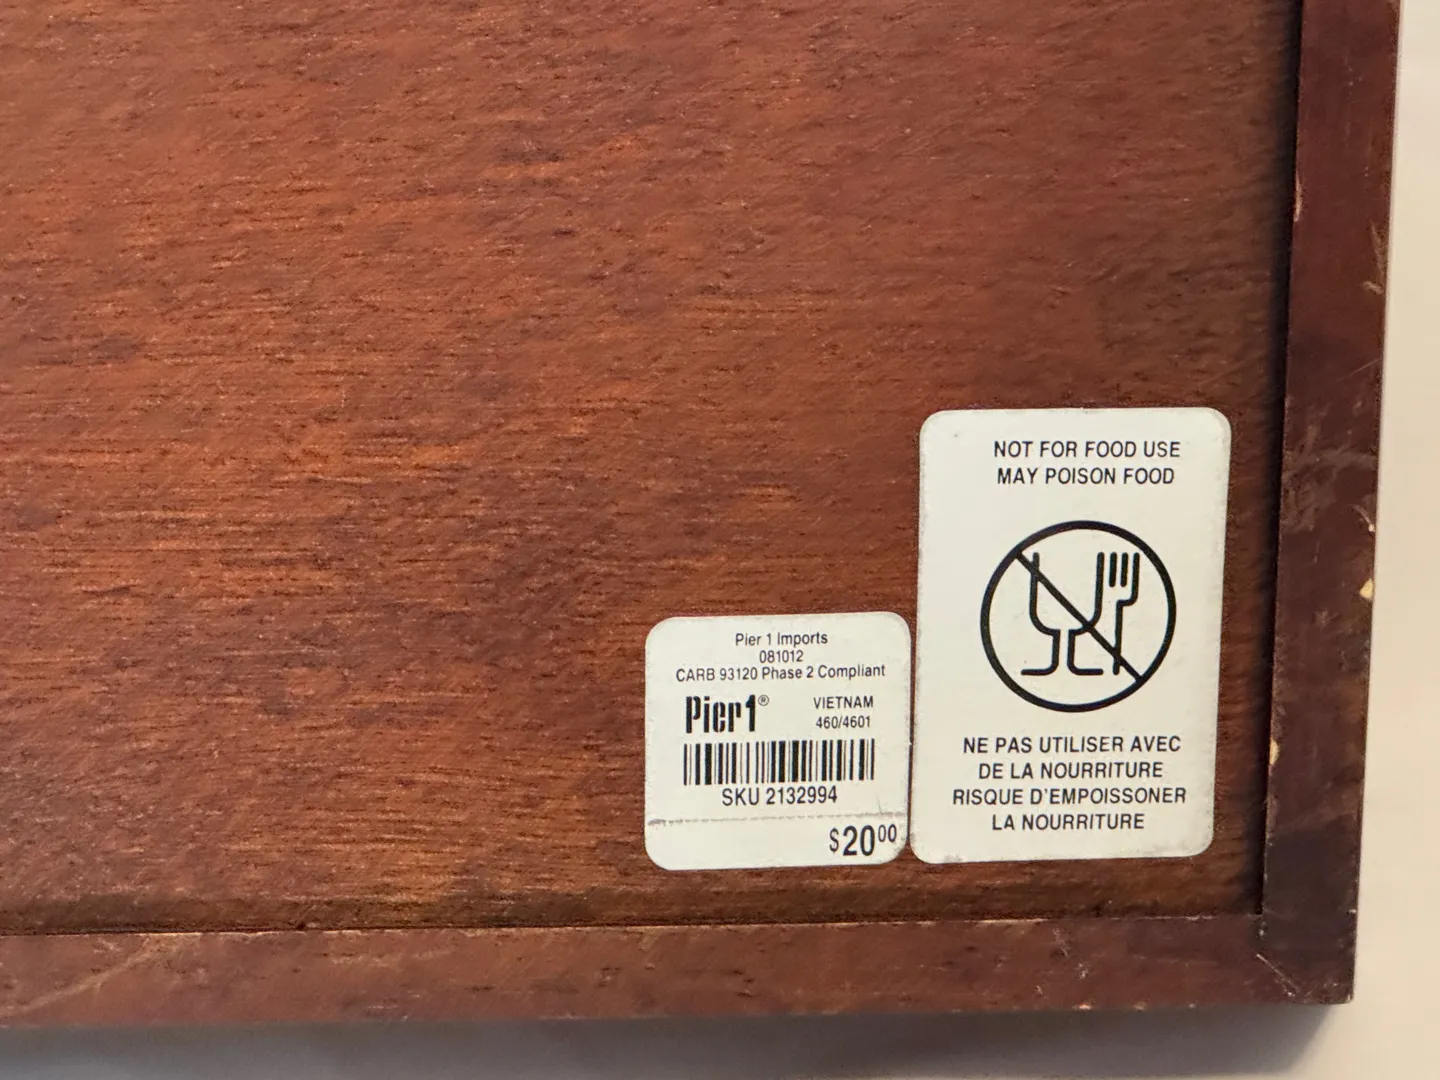 Pier 1 Imports
081012
CARB 93120 Phase 2 Compliant
Pier1® VIETNAM
460/4601
SKU 2132994
$20.00
NOT FOR FOOD USE
MAY POISON FOOD
NE PAS UTILISER AVEC
DE LA NOURRITURE
RISQUE D'EMPOISSONER
LA NOURRITURE